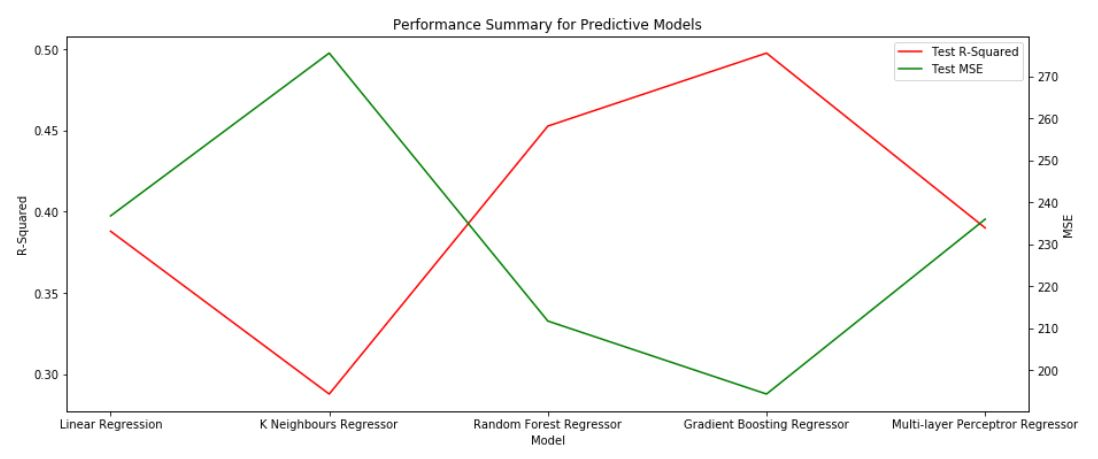 Performance Summary for Predictive Models
R-Squared
0.50
0.45
0.40
0.35
0.30
Test R-Squared
Test MSE
270
260
250
240
230
220
210
200
MSE
Linear Regression
K Neighbours Regressor
Random Forest Regressor
Gradient Boosting Regressor
Multi-layer Perceptror Regressor
Model